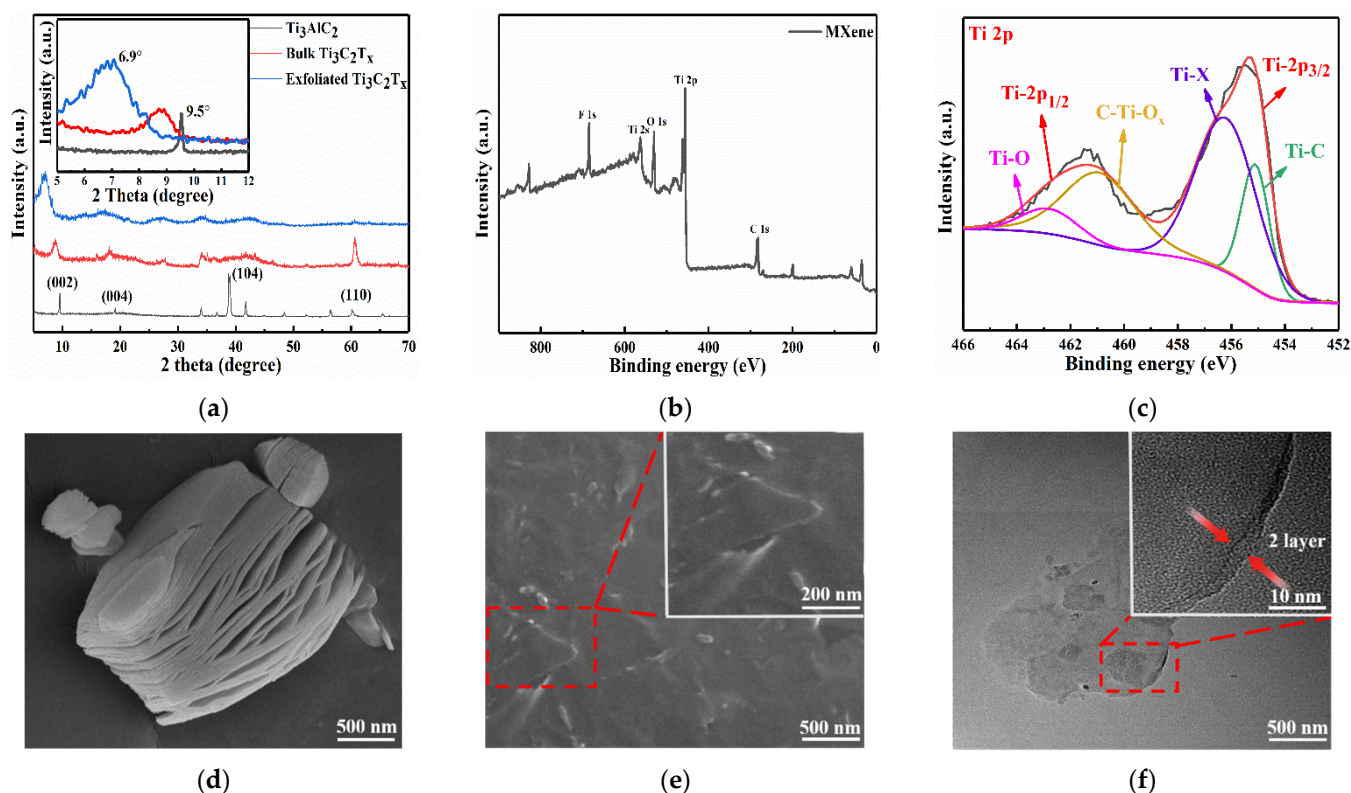 Intensity (a.u.)
2 theta (degree)
10 20 30 40 50 60 70
(002)
(004)
(104)
(110)
Ti₃AlC₂
Bulk Ti₃C₂Tₓ
Exfoliated Ti₃C₂Tₓ
Intensity (a.u.)
6.9°
9.5°
5 6 7 8 9 10 11 12
2 Theta (degree)
(a)
Intensity (a.u.)
MXene
F 1s
Ti 2s
O 1s
Ti 2p
C 1s
800 600 400 200 0
Binding energy (eV)
(b)
Indensity (a.u.)
Ti 2p
Ti-O
Ti-2p₁/₂
C-Ti-Oₓ
Ti-X
Ti-2p₃/₂
Ti-C
466 464 462 460 458 456 454 452
Binding energy (eV)
(c)
500 nm
(d)
200 nm
500 nm
(e)
2 layer
10 nm
500 nm
(f)